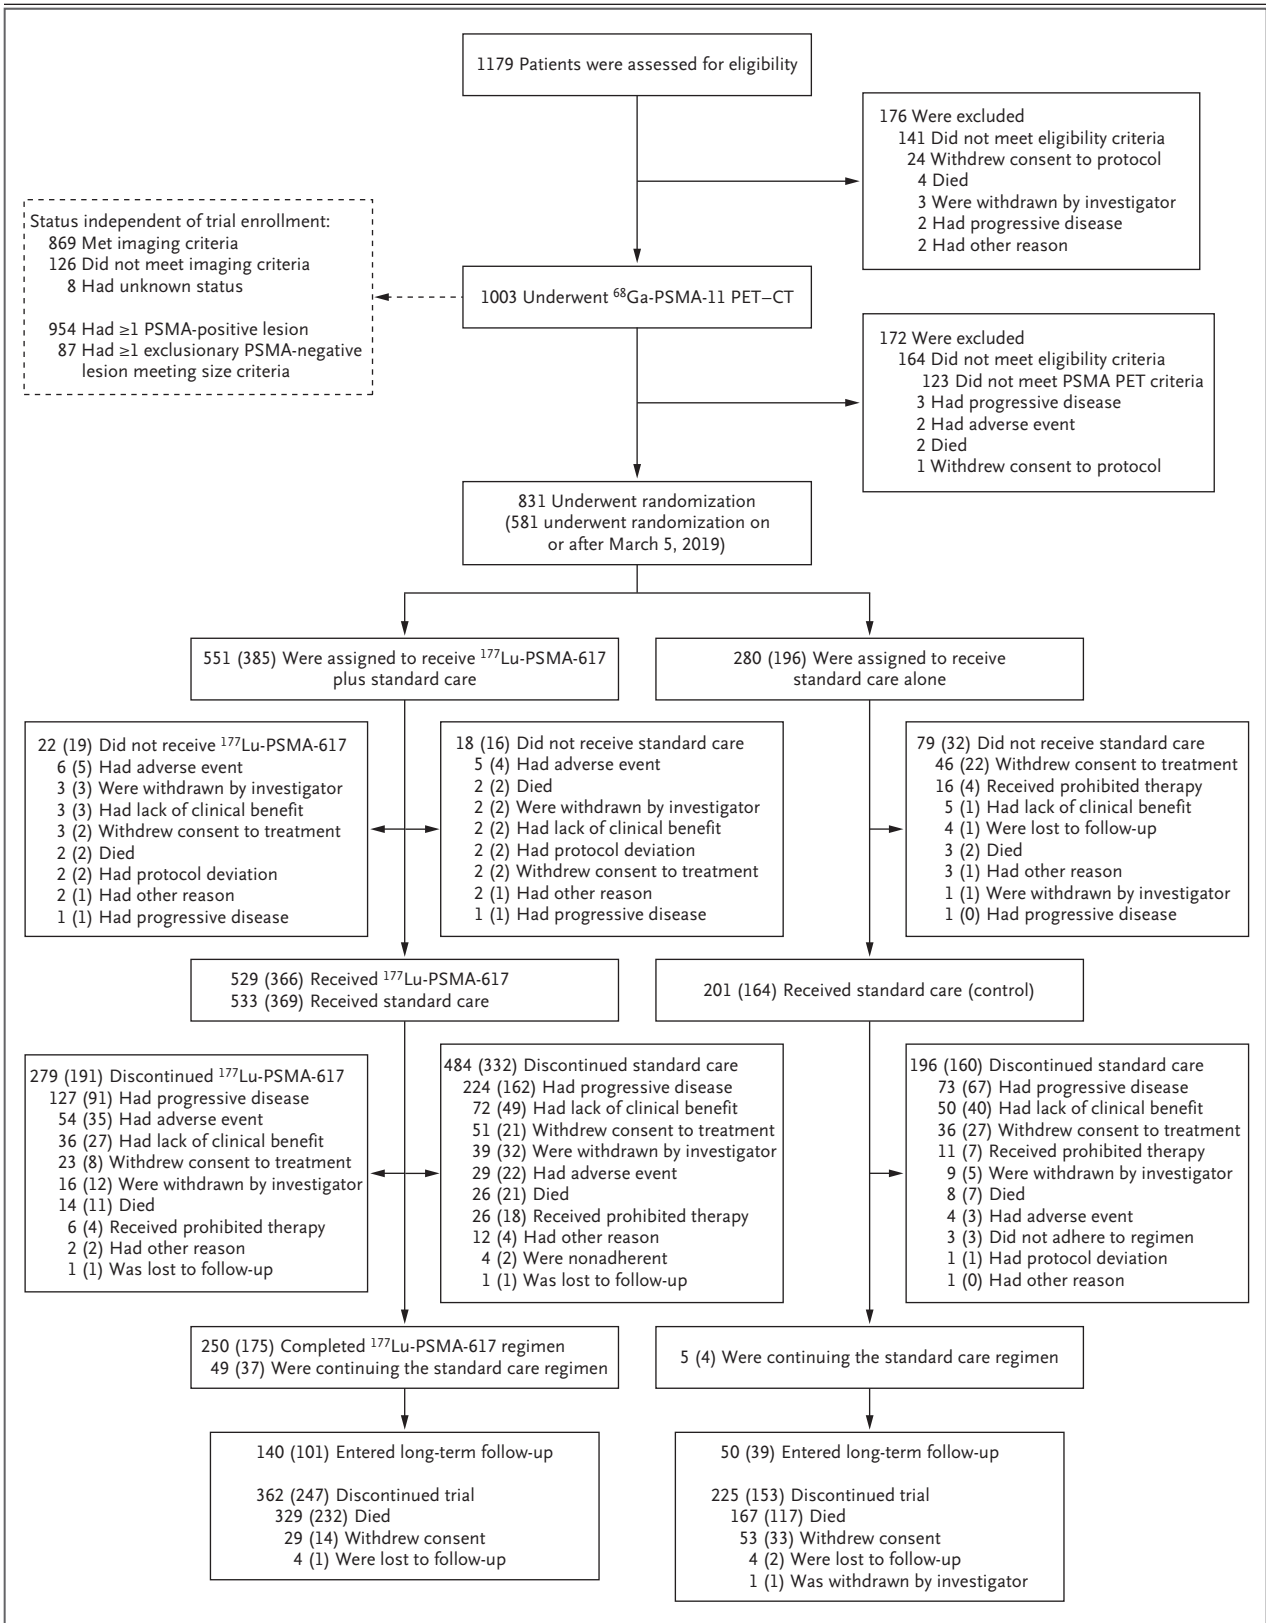 1179 Patients were assessed for eligibility
176 Were excluded
141 Did not meet eligibility criteria
24 Withdrew consent to protocol
4 Died
3 Were withdrawn by investigator
2 Had progressive disease
2 Had other reason
Status independent of trial enrollment:
869 Met imaging criteria
126 Did not meet imaging criteria
8 Had unknown status
954 Had ≥1 PSMA-positive lesion
87 Had ≥1 exclusionary PSMA-negative
lesion meeting size criteria
1003 Underwent ⁶⁸Ga-PSMA-11 PET–CT
172 Were excluded
164 Did not meet eligibility criteria
123 Did not meet PSMA PET criteria
3 Had progressive disease
2 Had adverse event
2 Died
1 Withdrew consent to protocol
831 Underwent randomization
(581 underwent randomization on
or after March 5, 2019)
551 (385) Were assigned to receive ¹⁷⁷Lu-PSMA-617
plus standard care
280 (196) Were assigned to receive
standard care alone
22 (19) Did not receive ¹⁷⁷Lu-PSMA-617
6 (5) Had adverse event
3 (3) Were withdrawn by investigator
3 (3) Had lack of clinical benefit
3 (2) Withdrew consent to treatment
2 (2) Died
2 (2) Had protocol deviation
2 (1) Had other reason
1 (1) Had progressive disease
18 (16) Did not receive standard care
5 (4) Had adverse event
2 (2) Died
2 (2) Were withdrawn by investigator
2 (2) Had lack of clinical benefit
2 (2) Had protocol deviation
2 (2) Withdrew consent to treatment
2 (1) Had other reason
1 (1) Had progressive disease
79 (32) Did not receive standard care
46 (22) Withdrew consent to treatment
16 (4) Received prohibited therapy
5 (1) Had lack of clinical benefit
4 (1) Were lost to follow-up
3 (2) Died
3 (1) Had other reason
1 (1) Were withdrawn by investigator
1 (0) Had progressive disease
529 (366) Received ¹⁷⁷Lu-PSMA-617
533 (369) Received standard care
201 (164) Received standard care (control)
279 (191) Discontinued ¹⁷⁷Lu-PSMA-617
127 (91) Had progressive disease
54 (35) Had adverse event
36 (27) Had lack of clinical benefit
23 (8) Withdrew consent to treatment
16 (12) Were withdrawn by investigator
14 (11) Died
6 (4) Received prohibited therapy
2 (2) Had other reason
1 (1) Was lost to follow-up
484 (332) Discontinued standard care
224 (162) Had progressive disease
72 (49) Had lack of clinical benefit
51 (21) Withdrew consent to treatment
39 (32) Were withdrawn by investigator
29 (22) Had adverse event
26 (21) Died
26 (18) Received prohibited therapy
12 (4) Had other reason
4 (2) Were nonadherent
1 (1) Was lost to follow-up
196 (160) Discontinued standard care
73 (67) Had progressive disease
50 (40) Had lack of clinical benefit
36 (27) Withdrew consent to treatment
11 (7) Received prohibited therapy
9 (5) Were withdrawn by investigator
8 (7) Died
4 (3) Had adverse event
3 (3) Did not adhere to regimen
1 (1) Had protocol deviation
1 (0) Had other reason
250 (175) Completed ¹⁷⁷Lu-PSMA-617 regimen
49 (37) Were continuing the standard care regimen
5 (4) Were continuing the standard care regimen
140 (101) Entered long-term follow-up
362 (247) Discontinued trial
329 (232) Died
29 (14) Withdrew consent
4 (1) Were lost to follow-up
50 (39) Entered long-term follow-up
225 (153) Discontinued trial
167 (117) Died
53 (33) Withdrew consent
4 (2) Were lost to follow-up
1 (1) Was withdrawn by investigator